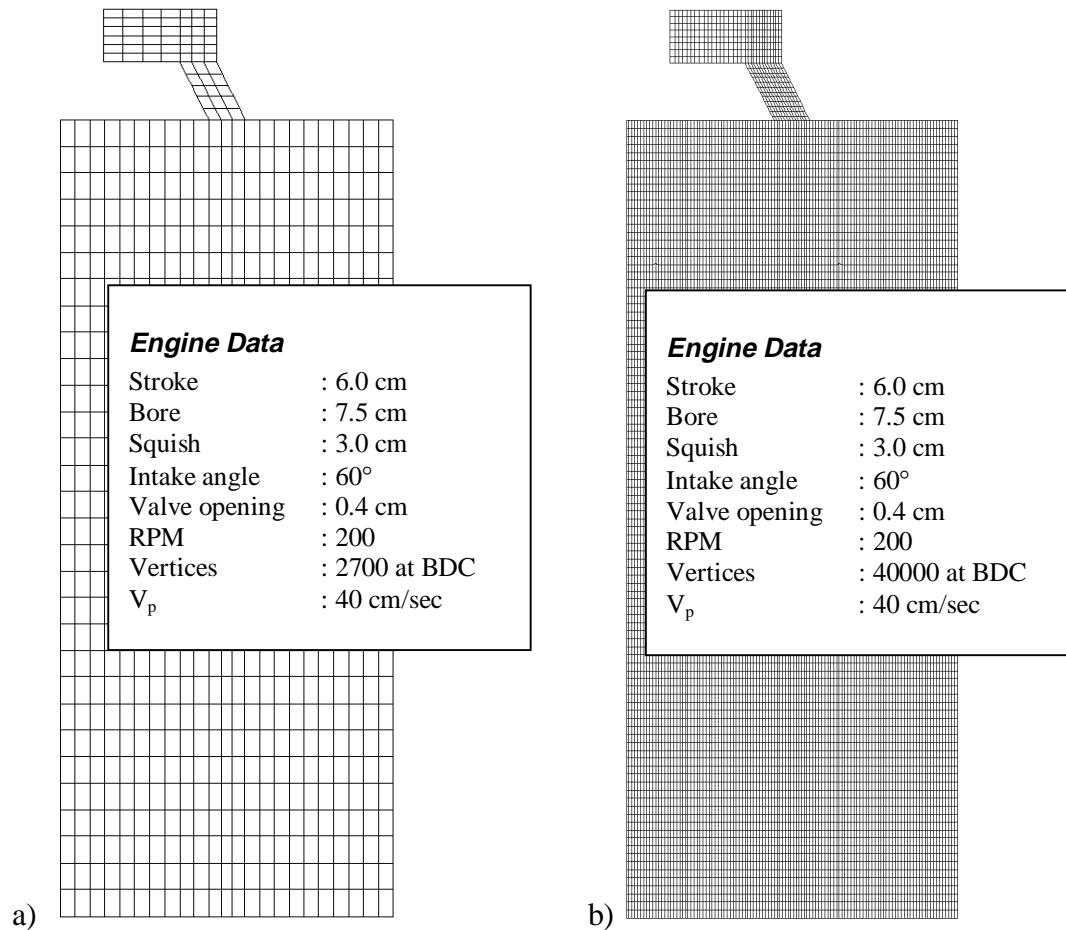 Engine Data
Stroke : 6.0 cm
Bore : 7.5 cm
Squish : 3.0 cm
Intake angle : 60°
Valve opening : 0.4 cm
RPM : 200
Vertices : 2700 at BDC
Vp : 40 cm/sec
a)
Engine Data
Stroke : 6.0 cm
Bore : 7.5 cm
Squish : 3.0 cm
Intake angle : 60°
Valve opening : 0.4 cm
RPM : 200
Vertices : 40000 at BDC
Vp : 40 cm/sec
b)